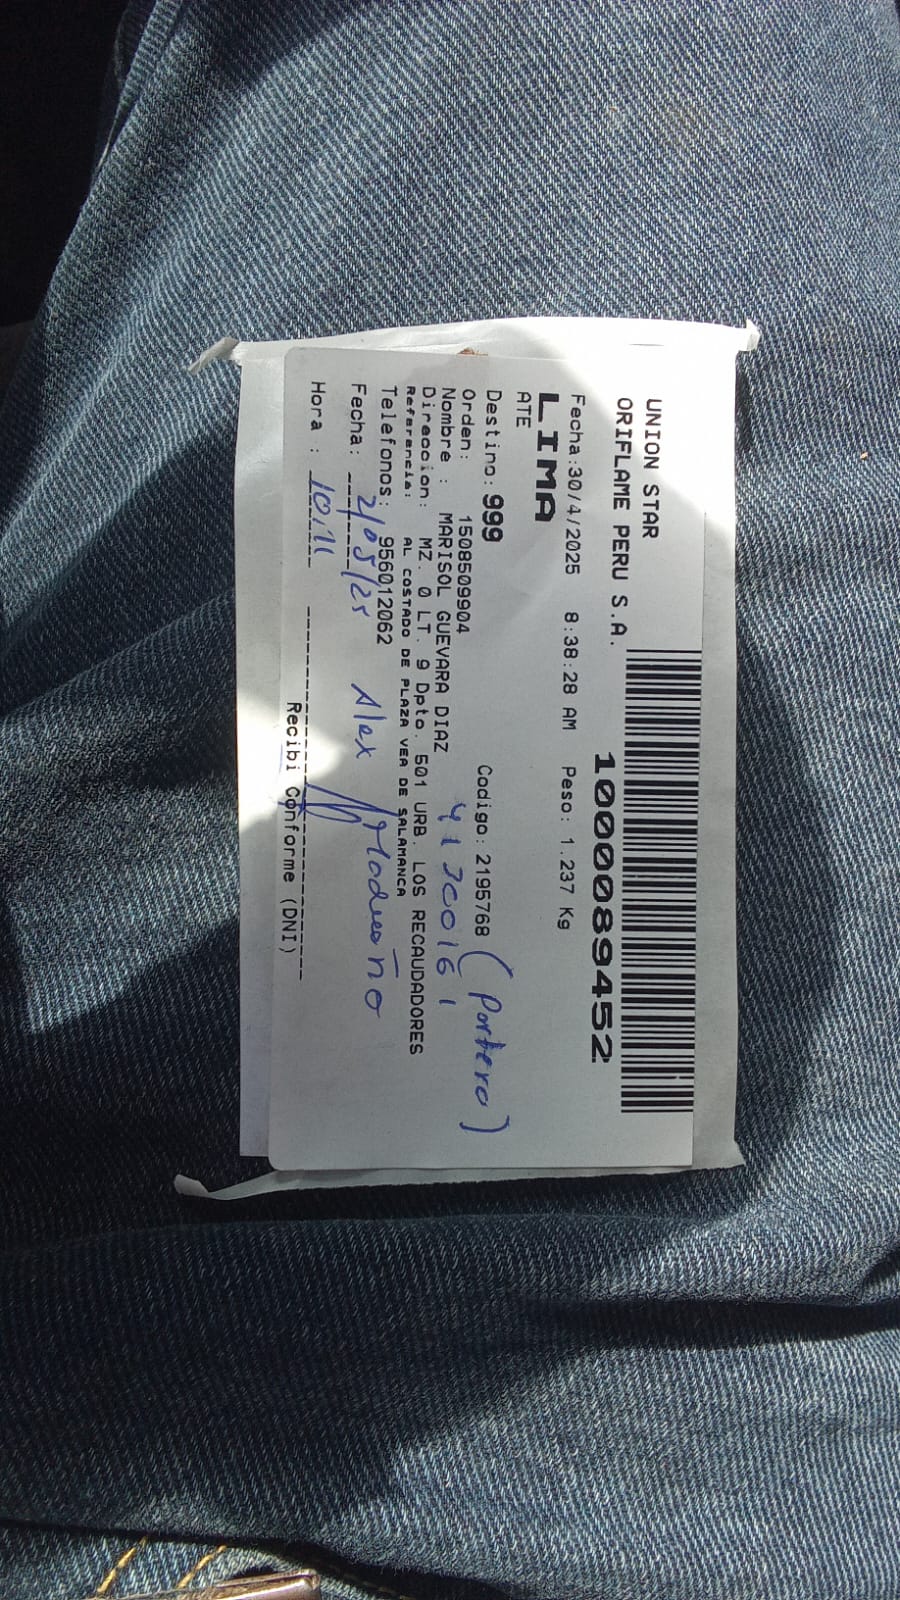 UNION STAR
ORIFLAME PERU S.A.
10000089452
Fecha:30/4/2025 8:38:28 AM Peso: 1.237 Kg
LIMA
ATE
Destino: 999
Orden: 1508509904 Codigo: 2195768 (Portero)
Nombre : MARISOL GUEVARA DIAZ
Direccion: MZ. O LT. 9 Dpto. 501 URB. LOS RECAUDADORES
Referencia: AL COSTADO DE PLAZA VEA DE SALAMANCA
Telefonos: 956012062
Fecha: 2/05/25 Alex Madueño
Hora : 10:11
Recibi Conforme (DNI)